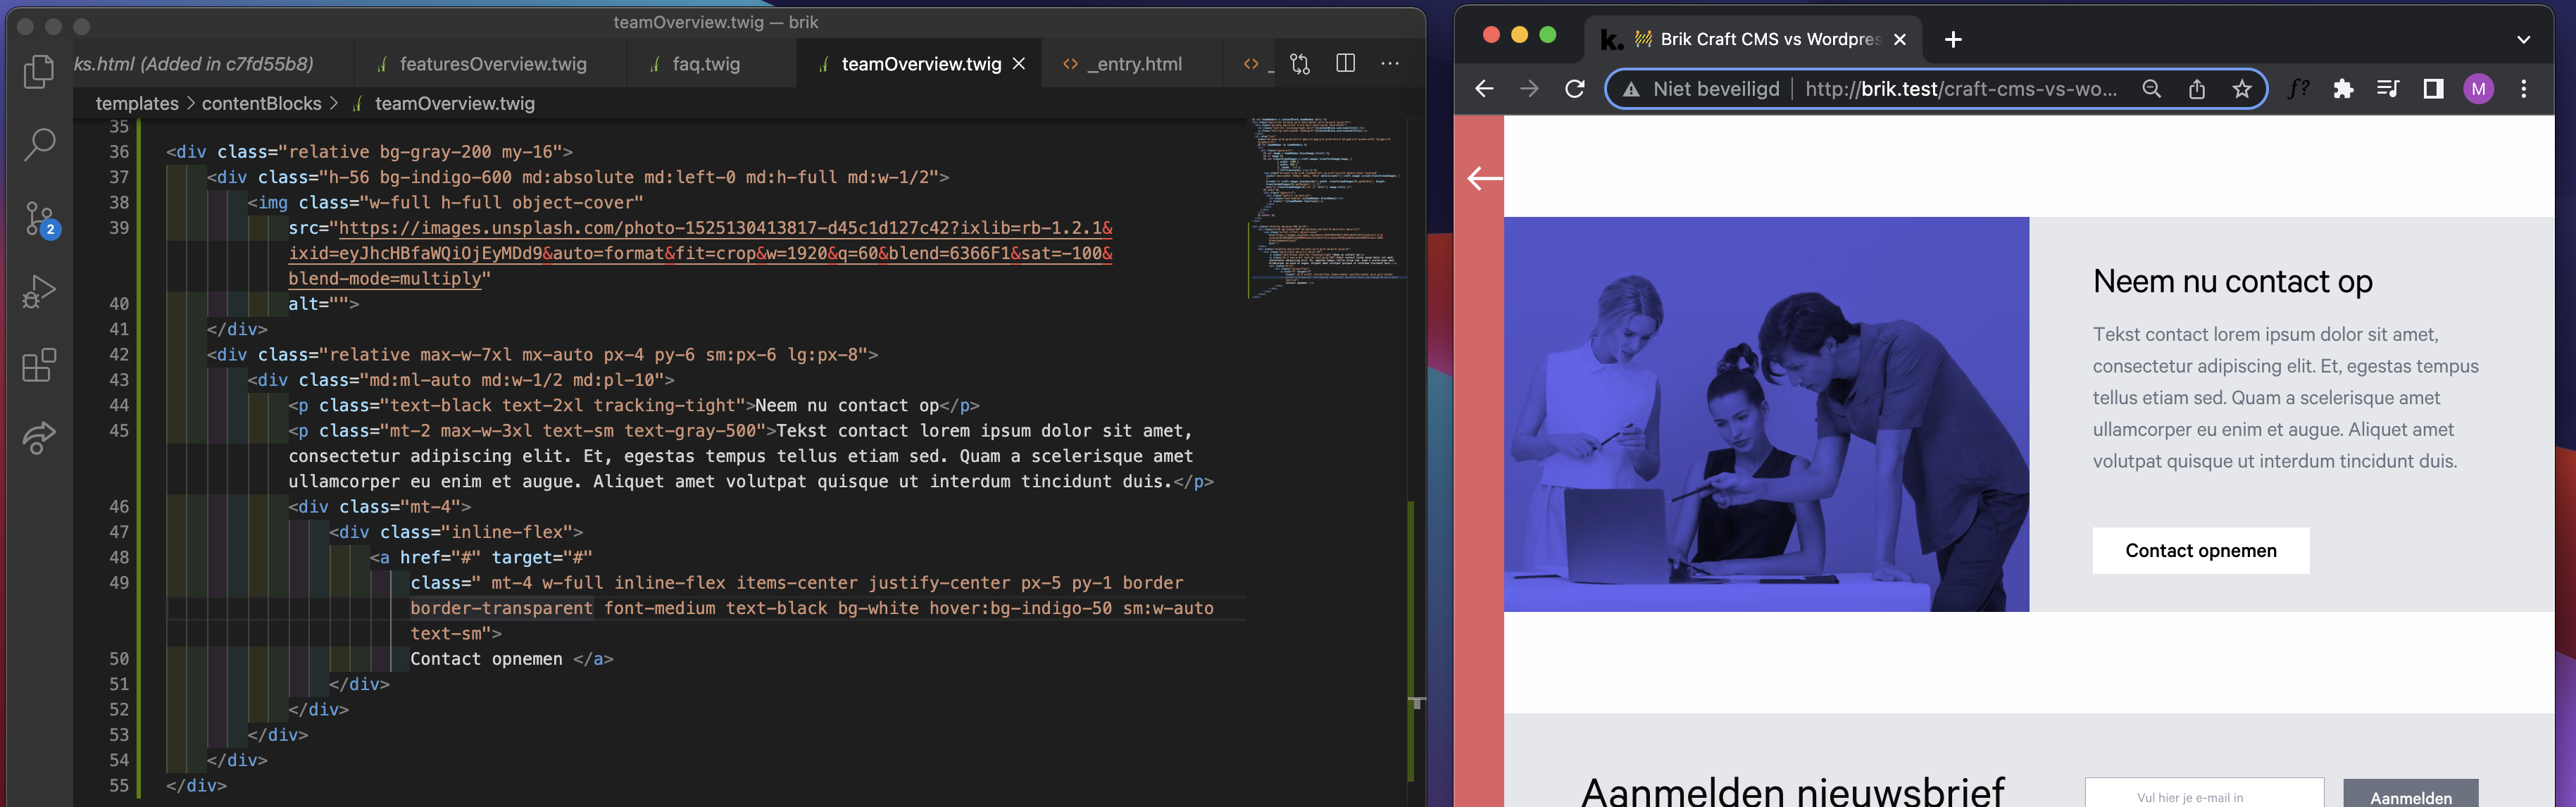 teamOverview.twig — brik
ks.html (Added in c7fd55b8)
featuresOverview.twig
faq.twig
teamOverview.twig
_entry.html
templates > contentBlocks > teamOverview.twig
35
36 <div class="relative bg-gray-200 my-16">
37 <div class="h-56 bg-indigo-600 md:absolute md:left-0 md:h-full md:w-1/2">
38 <img class="w-full h-full object-cover"
39 src="https://images.unsplash.com/photo-1525130413817-d45c1d127c42?ixlib=rb-1.2.1&
ixid=eyJhcHBfaWQiOjEyMDd9&auto=format&fit=crop&w=1920&q=60&blend=6366F1&sat=-100&
blend-mode=multiply"
40 alt="">
41 </div>
42 <div class="relative max-w-7xl mx-auto px-4 py-6 sm:px-6 lg:px-8">
43 <div class="md:ml-auto md:w-1/2 md:pl-10">
44 <p class="text-black text-2xl tracking-tight">Neem nu contact op</p>
45 <p class="mt-2 max-w-3xl text-sm text-gray-500">Tekst contact lorem ipsum dolor sit amet,
consectetur adipiscing elit. Et, egestas tempus tellus etiam sed. Quam a scelerisque amet
ullamcorper eu enim et augue. Aliquet amet volutpat quisque ut interdum tincidunt duis.</p>
46 <div class="mt-4">
47 <div class="inline-flex">
48 <a href="#" target="#"
49 class=" mt-4 w-full inline-flex items-center justify-center px-5 py-1 border
border-transparent font-medium text-black bg-white hover:bg-indigo-50 sm:w-auto
text-sm">
50 Contact opnemen </a>
51 </div>
52 </div>
53 </div>
54 </div>
55 </div>
2
k. Brik Craft CMS vs Wordpres
Niet beveiligd | http://brik.test/craft-cms-vs-wo...
f?
M
Neem nu contact op
Tekst contact lorem ipsum dolor sit amet,
consectetur adipiscing elit. Et, egestas tempus
tellus etiam sed. Quam a scelerisque amet
ullamcorper eu enim et augue. Aliquet amet
volutpat quisque ut interdum tincidunt duis.
Contact opnemen
Aanmelden nieuwsbrief
Vul hier je e-mail in
Aanmelden